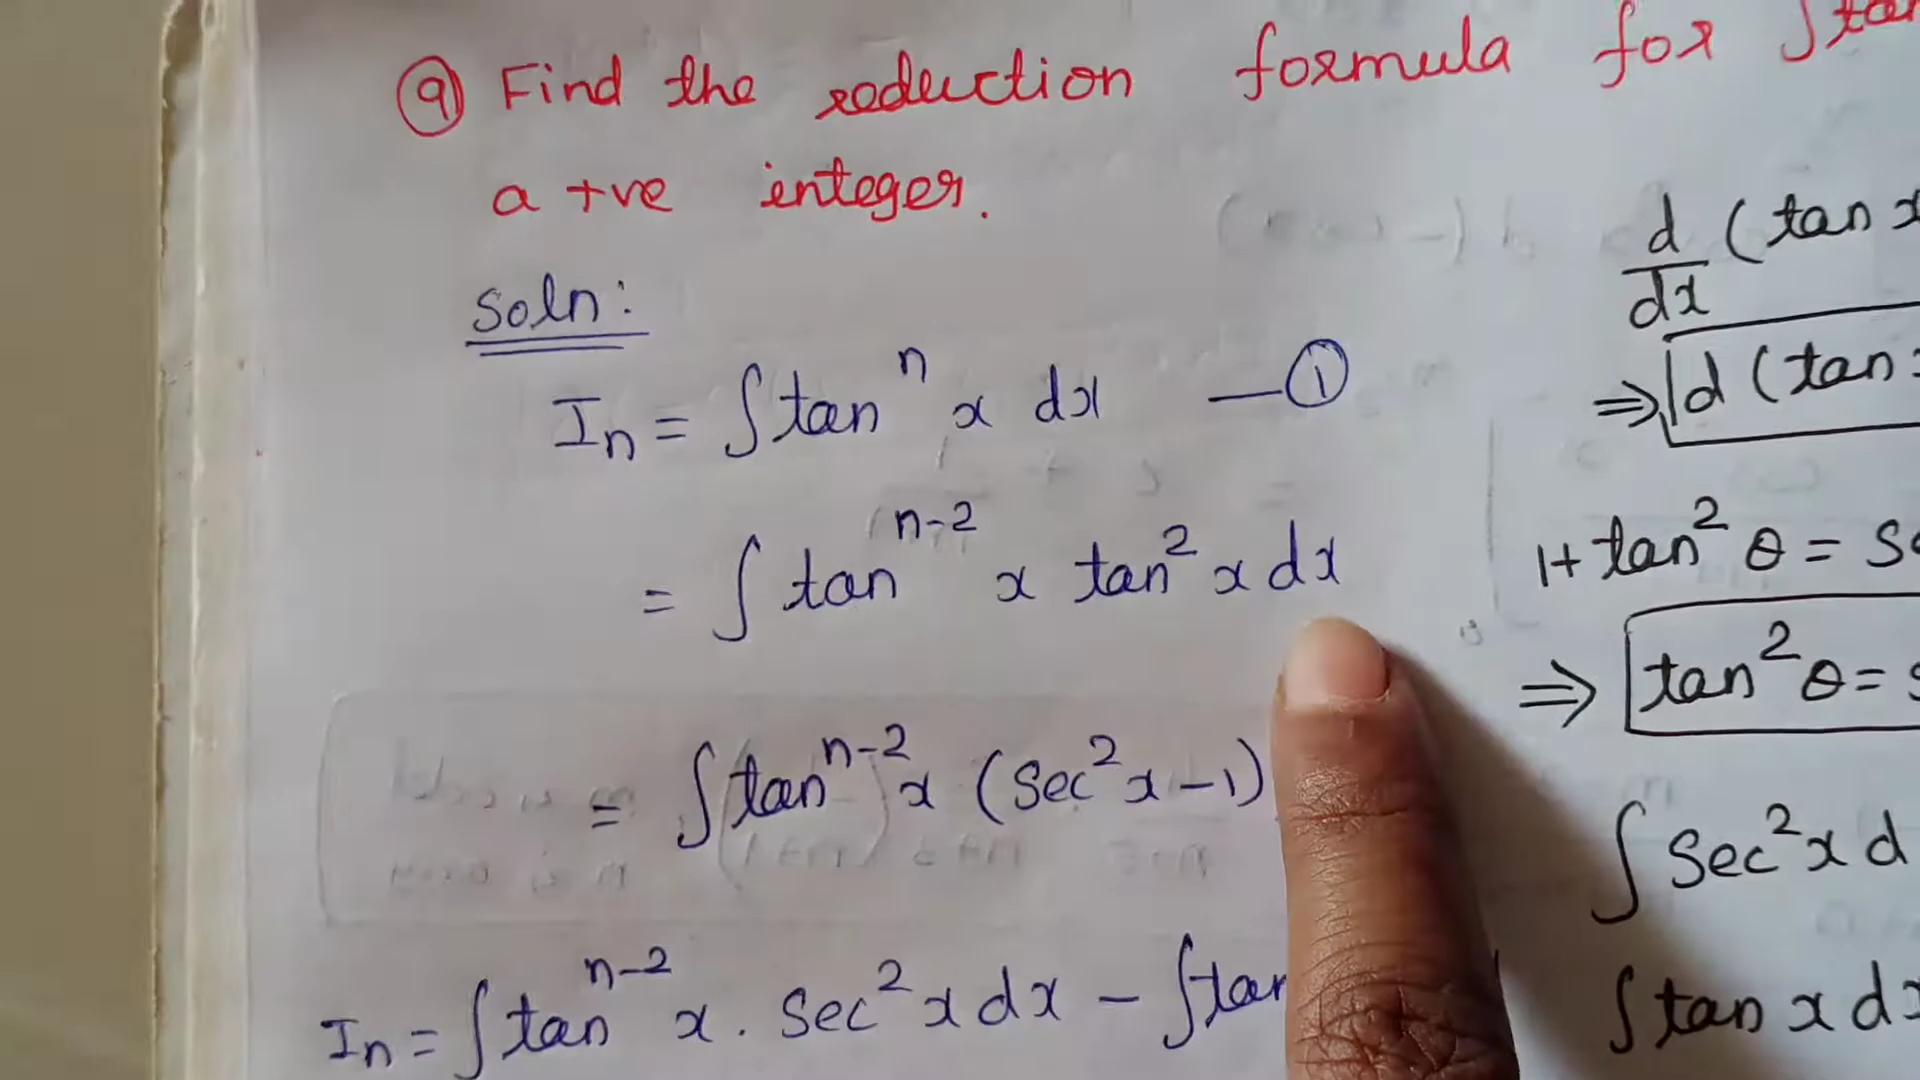 ⑨ Find the reduction formula for ∫
a +ve integer.
Soln:
Iₙ = ∫ tanⁿ x dx —①
= ∫ tanⁿ⁻² x tan² x dx
= ∫ tanⁿ⁻² x (sec² x − 1)
Iₙ = ∫ tanⁿ⁻² x . sec² x dx − ∫ tan
d/dx (tan x
⇒ d (tan
1 + tan² θ =
⇒ tan² θ =
∫ sec² x d
∫ tan x dx